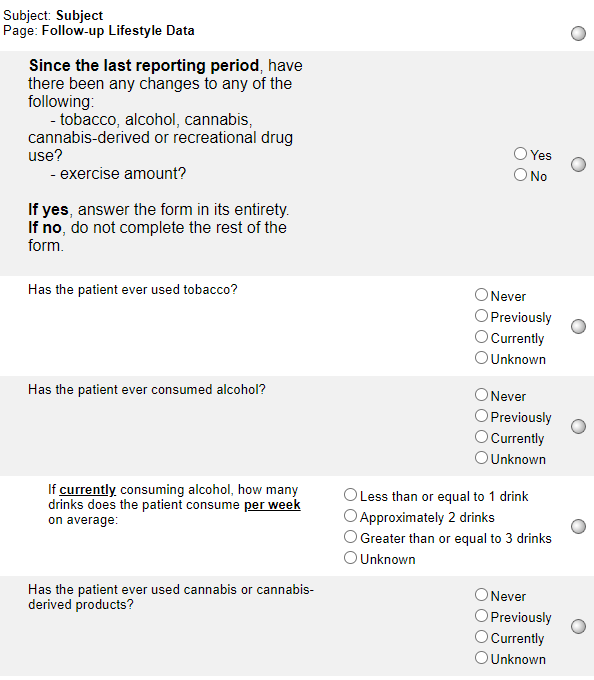 Subject: Subject
Page: Follow-up Lifestyle Data
Since the last reporting period, have
there been any changes to any of the
following:
- tobacco, alcohol, cannabis,
cannabis-derived or recreational drug
use?
- exercise amount?
If yes, answer the form in its entirety.
If no, do not complete the rest of the
form.
Yes
No
Has the patient ever used tobacco?
Never
Previously
Currently
Unknown
Has the patient ever consumed alcohol?
Never
Previously
Currently
Unknown
If currently consuming alcohol, how many
drinks does the patient consume per week
on average:
Less than or equal to 1 drink
Approximately 2 drinks
Greater than or equal to 3 drinks
Unknown
Has the patient ever used cannabis or cannabis-
derived products?
Never
Previously
Currently
Unknown